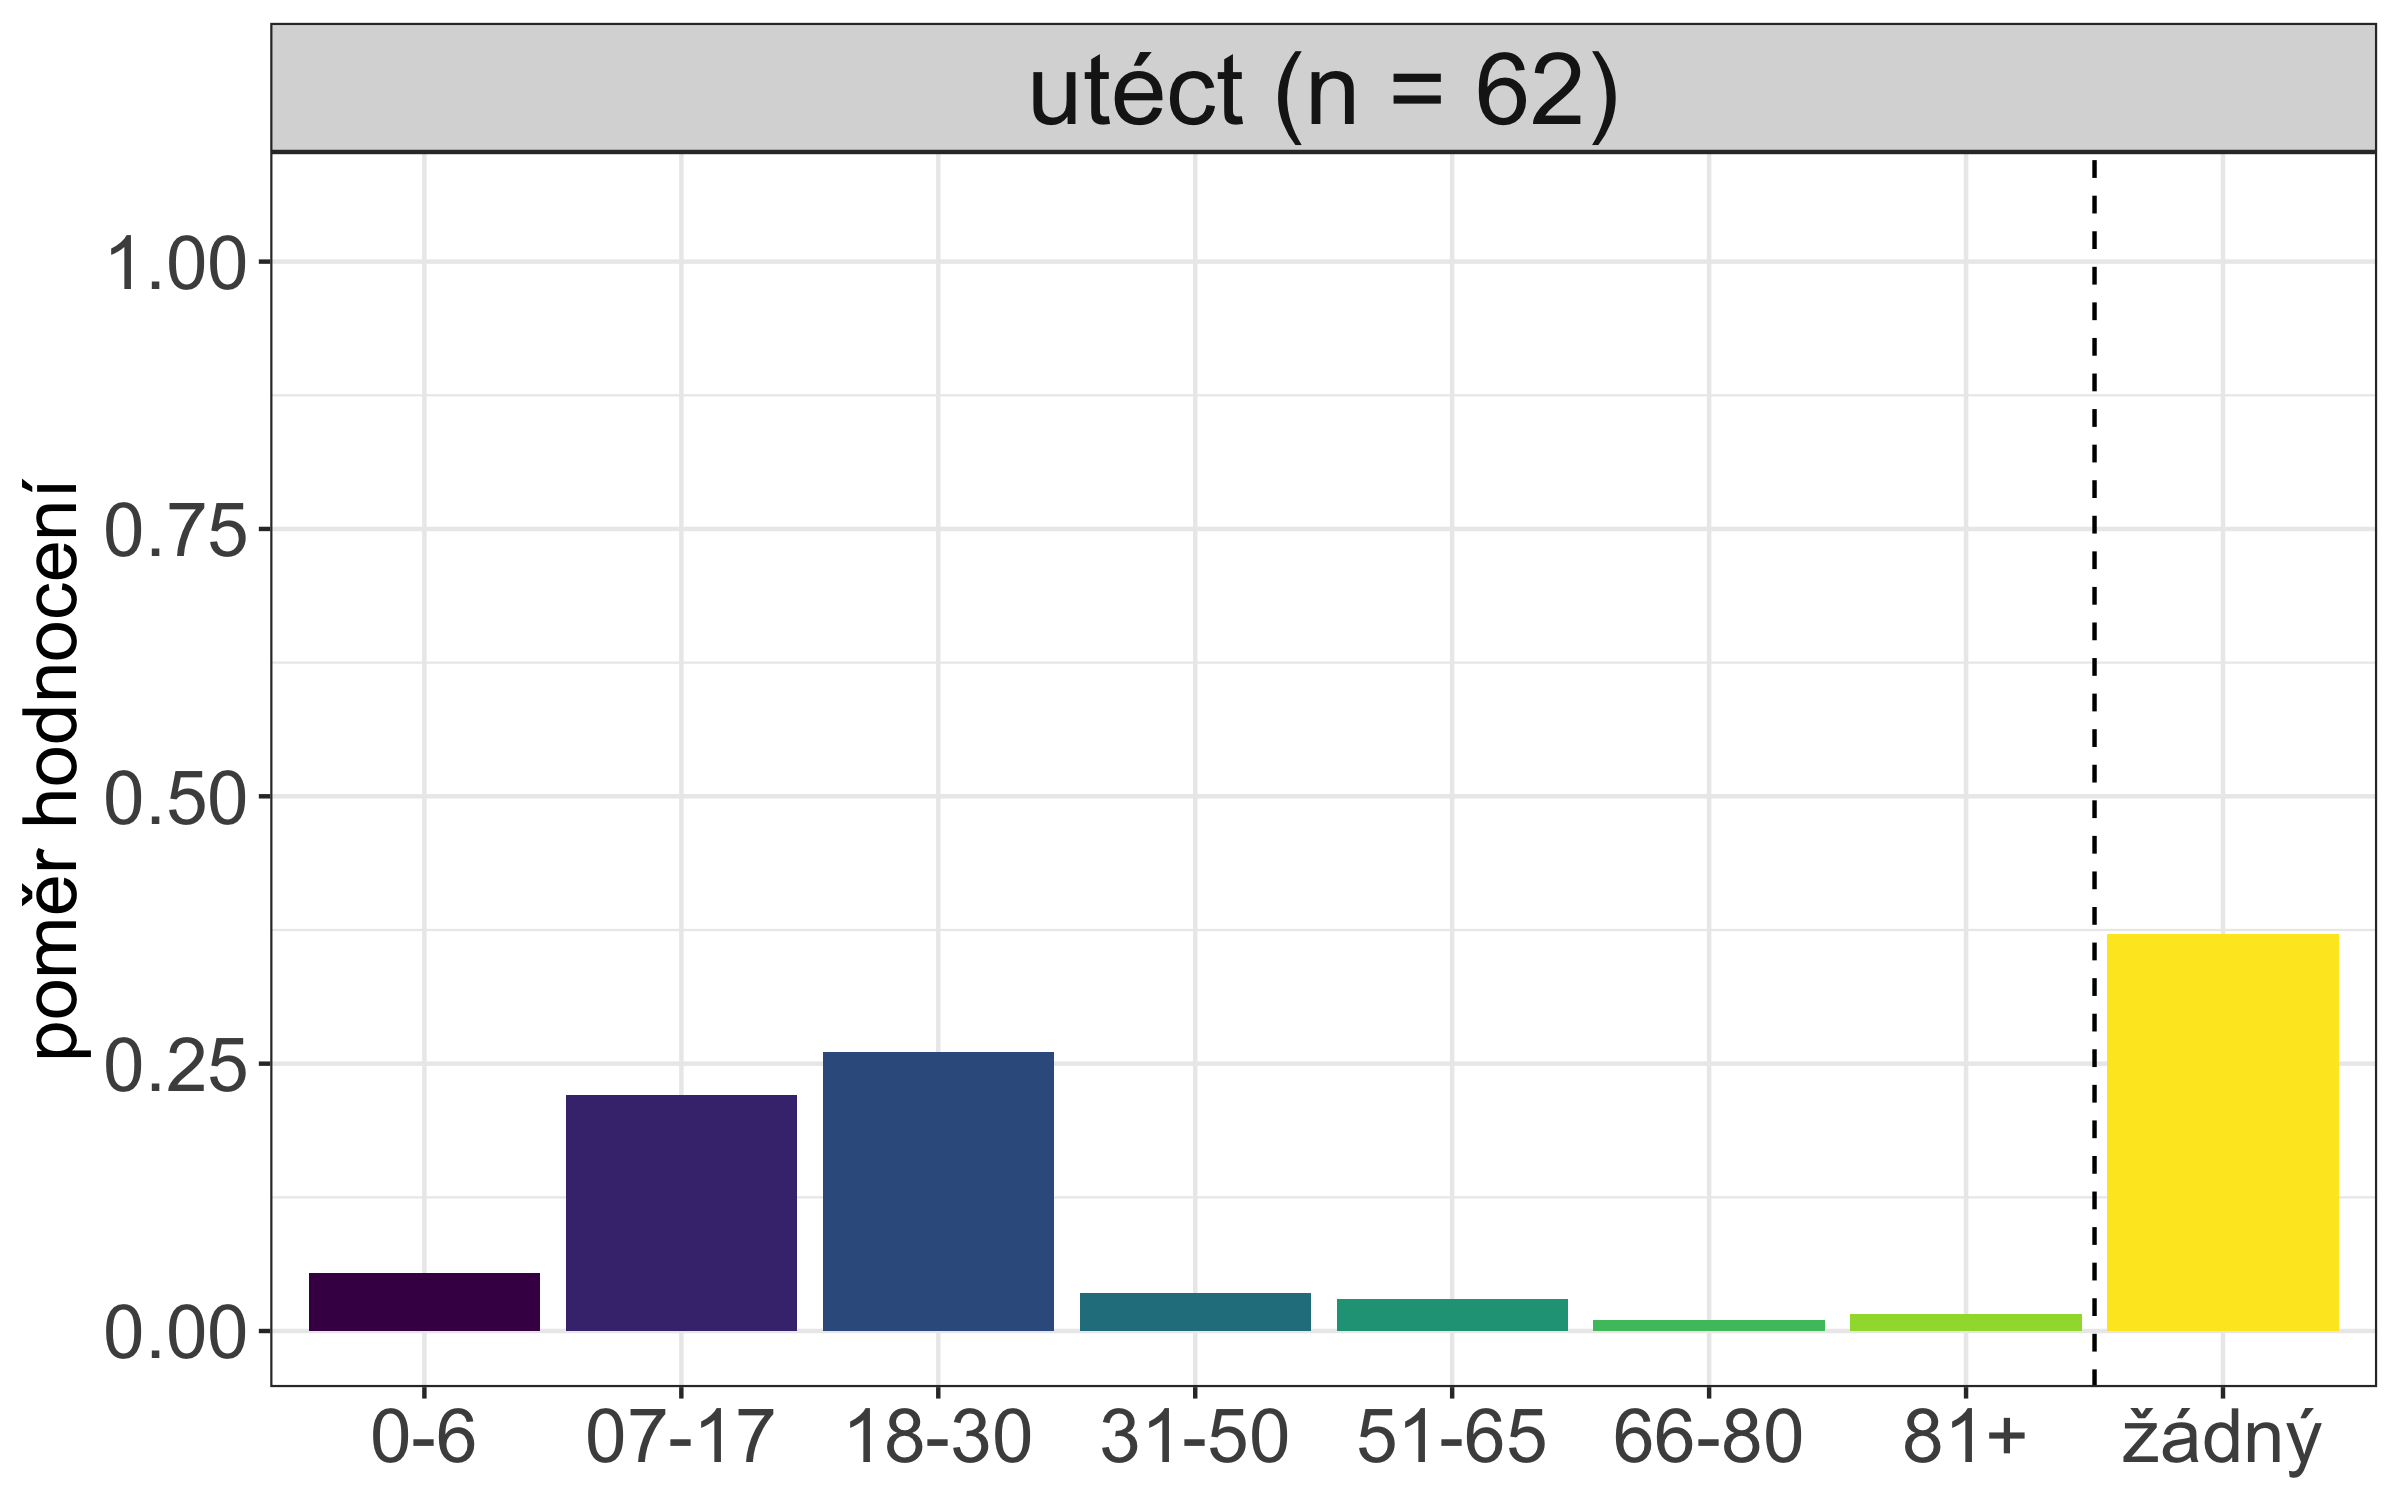 utéct (n = 62)
poměr hodnocení
1.00
0.75
0.50
0.25
0.00
0-6 07-17 18-30 31-50 51-65 66-80 81+ žádný